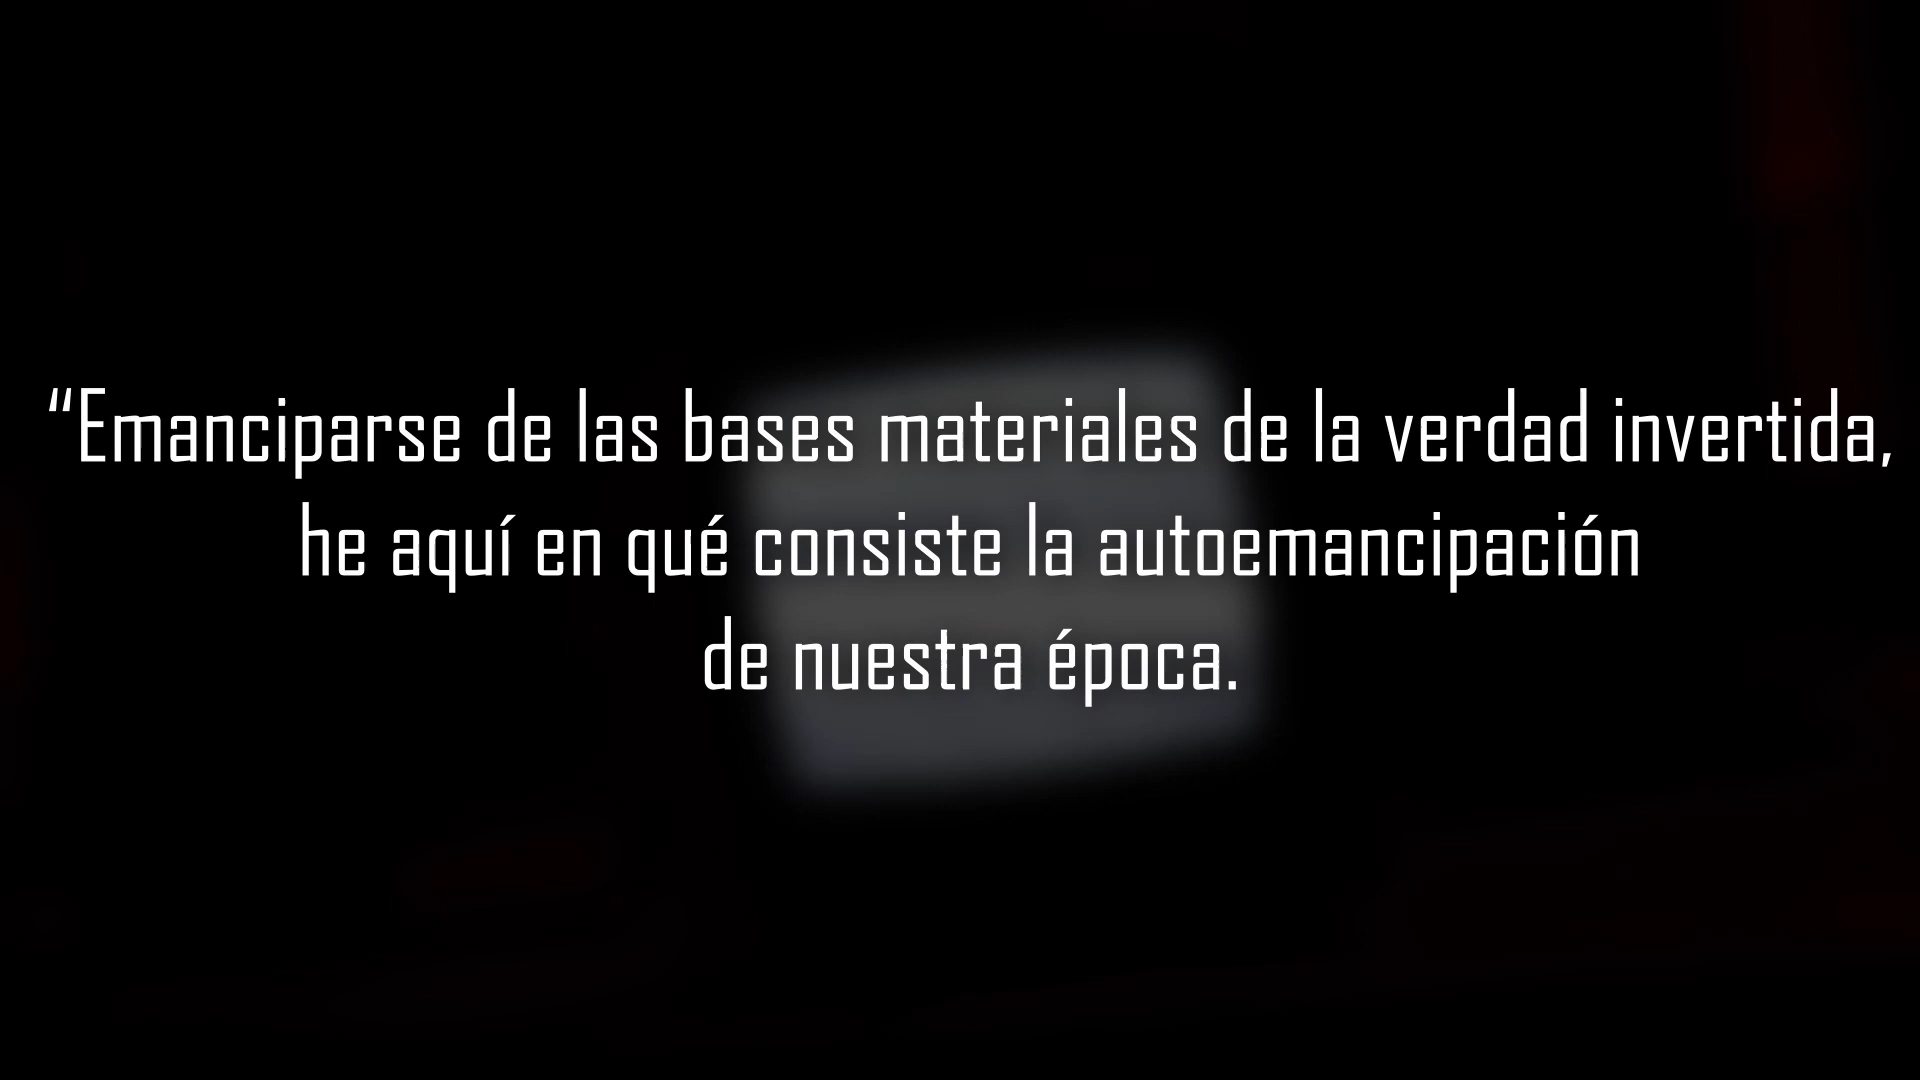 “Emanciparse de las bases materiales de la verdad invertida,
he aquí en qué consiste la autoemancipación
de nuestra época.